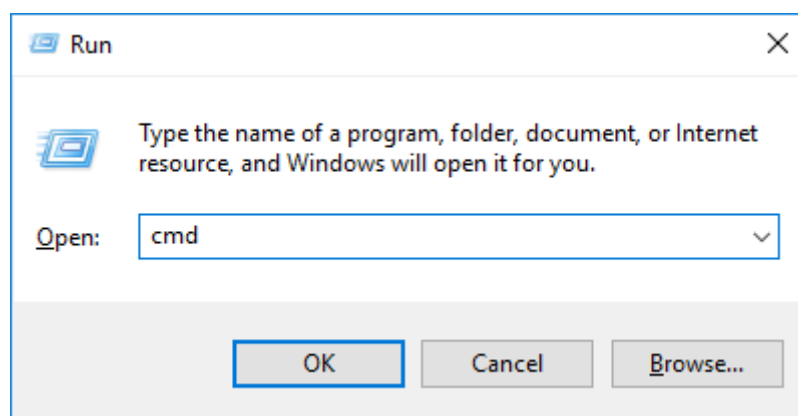 Run
Type the name of a program, folder, document, or Internet
resource, and Windows will open it for you.
Open: cmd
OK Cancel Browse...